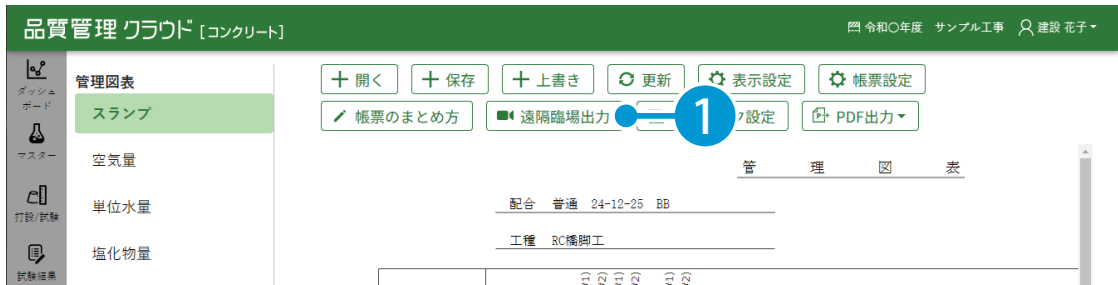 品質管理クラウド［コンクリート］
令和〇年度 サンプル工事 建設 花子
ダッシュ
ボード
マスター
打設/試験
試験結果
管理図表
スランプ
空気量
単位水量
塩化物量
開く 保存 上書き 更新 表示設定 帳票設定
帳票のまとめ方 遠隔臨場出力 1 設定 PDF出力
管理図表
配合 普通 24-12-25 BB
工種 RC橋脚工